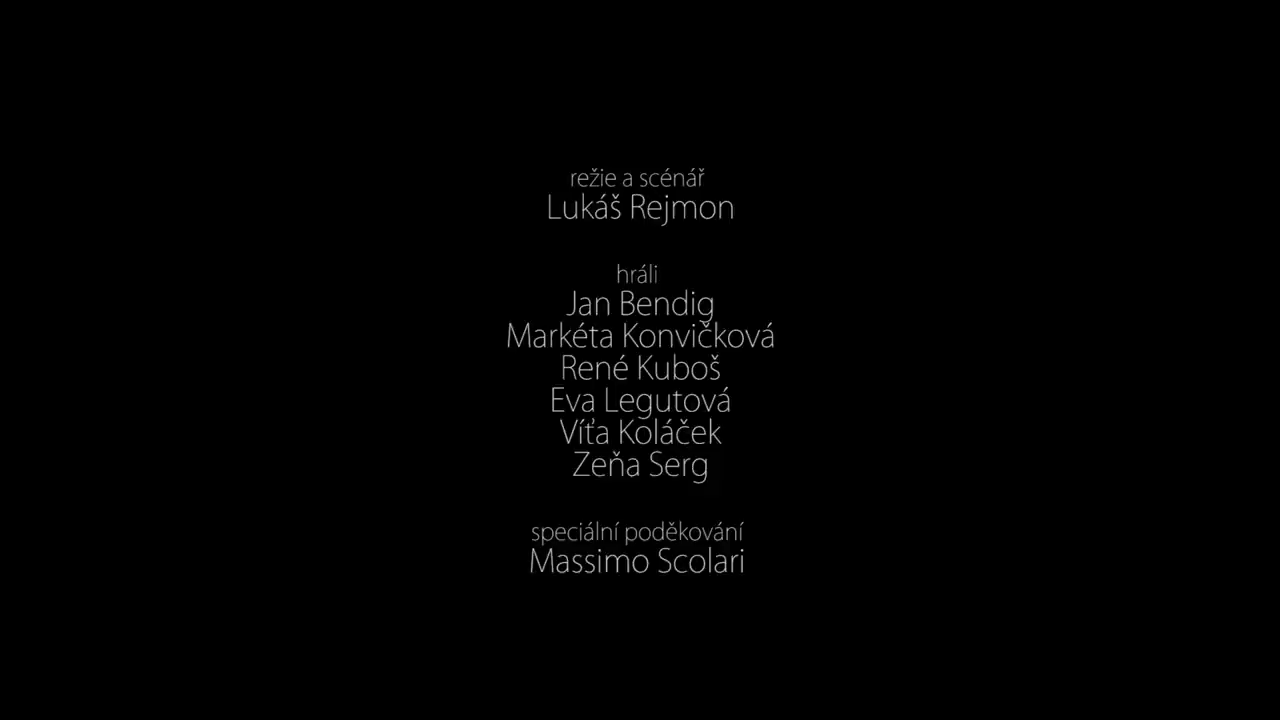 režie a scénář
Lukáš Rejmon
hráli
Jan Bendig
Markéta Konvičková
René Kuboš
Eva Legutová
Víťa Koláček
Zeňa Serg
speciální poděkování
Massimo Scolari